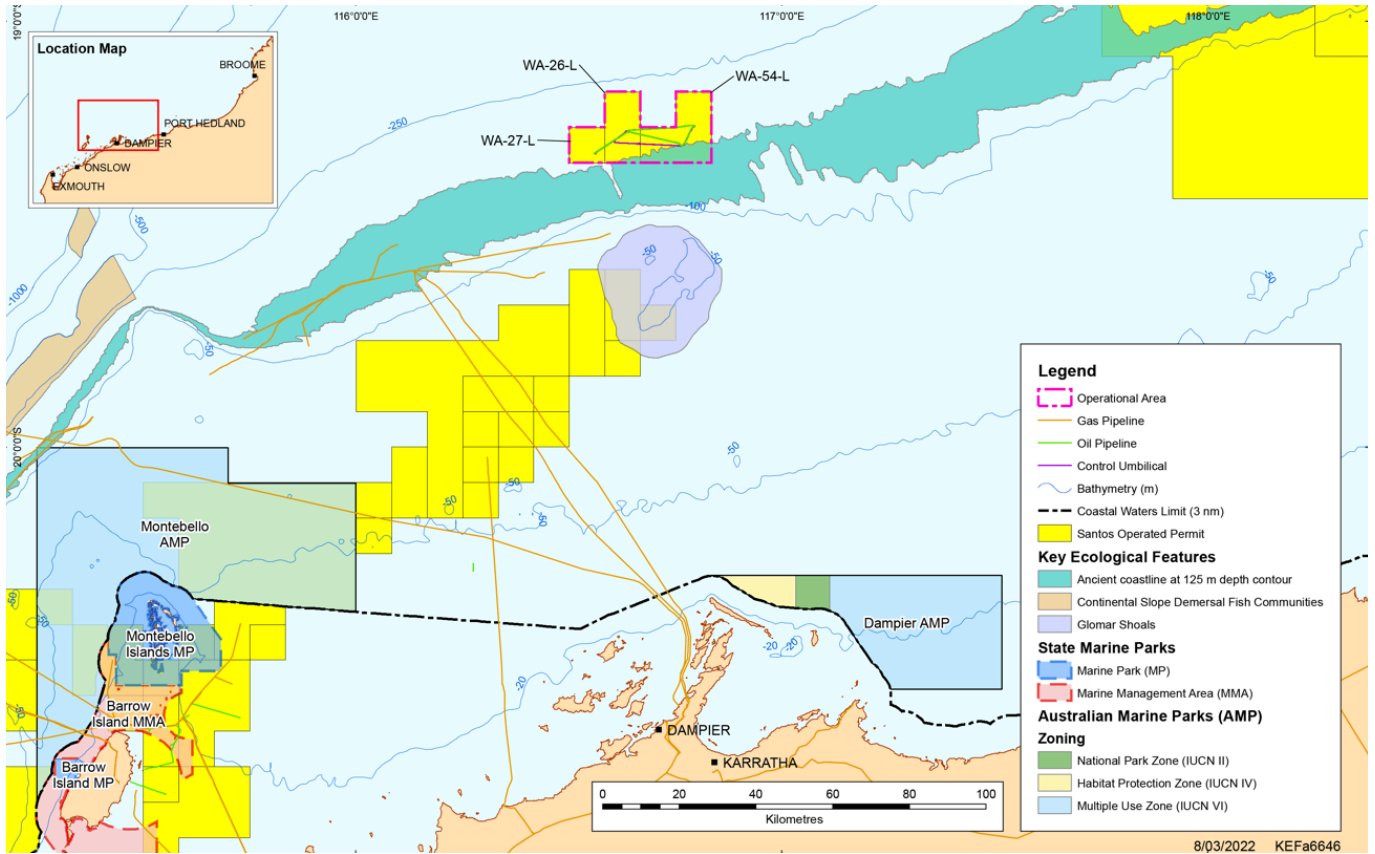 19°0'0"S
116°0'0"E
117°0'0"E
118°0'0"E
Location Map
BROOME
PORT HEDLAND
DAMPIER
ONSLOW
EXMOUTH
WA-26-L
WA-54-L
WA-27-L
-250
-500
-1000
-100
-50
-50
-50
-50
20°0'0"S
-50
-50
-50
-50
Montebello
AMP
-50
-50
Montebello
Islands MP
Barrow
Island MMA
-50
Barrow
Island MP
-20
-20
-20
Dampier AMP
DAMPIER
KARRATHA
0 20 40 60 80 100
Kilometres
Legend
Operational Area
Gas Pipeline
Oil Pipeline
Control Umbilical
Bathymetry (m)
Coastal Waters Limit (3 nm)
Santos Operated Permit
Key Ecological Features
Ancient coastline at 125 m depth contour
Continental Slope Demersal Fish Communities
Glomar Shoals
State Marine Parks
Marine Park (MP)
Marine Management Area (MMA)
Australian Marine Parks (AMP)
Zoning
National Park Zone (IUCN II)
Habitat Protection Zone (IUCN IV)
Multiple Use Zone (IUCN VI)
8/03/2022 KEFa6646